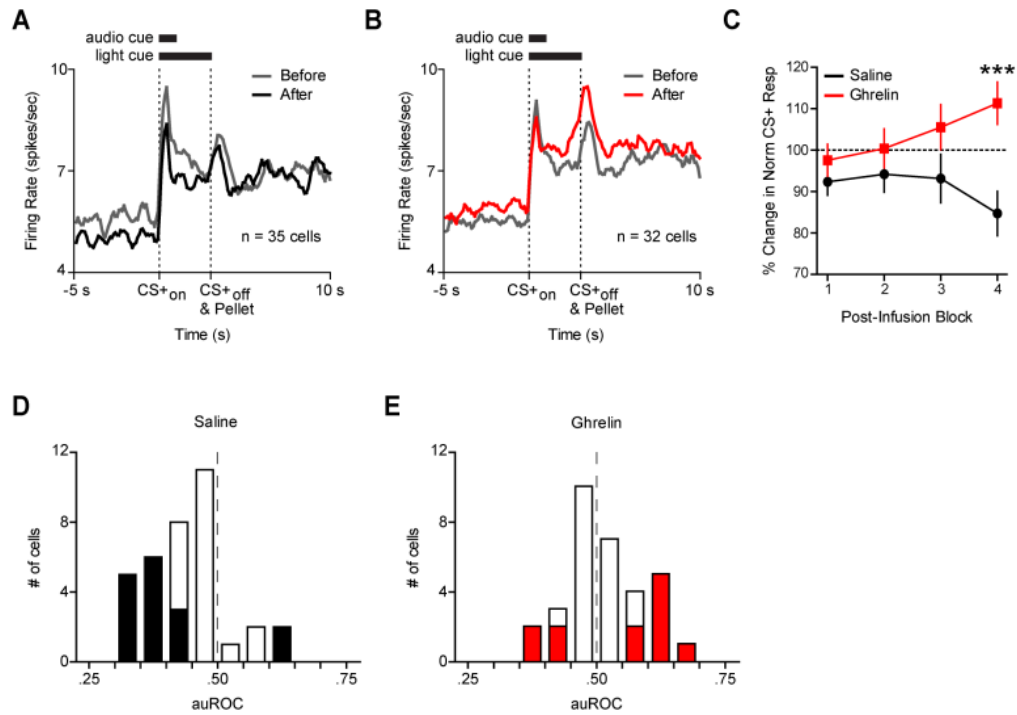 A
audio cue
light cue
10
7
4
Firing Rate (spikes/sec)
Before
After
n = 35 cells
-5 s
CS+on
CS+off
& Pellet
10 s
Time (s)
B
audio cue
light cue
10
7
4
Firing Rate (spikes/sec)
Before
After
n = 32 cells
-5 s
CS+on
CS+off
& Pellet
10 s
Time (s)
C
% Change in Norm CS+ Resp
120
110
100
90
80
70
Saline
Ghrelin
***
1 2 3 4
Post-Infusion Block
D
Saline
# of cells
12
8
4
0
.25 .50 .75
auROC
E
Ghrelin
# of cells
12
8
4
0
.25 .50 .75
auROC